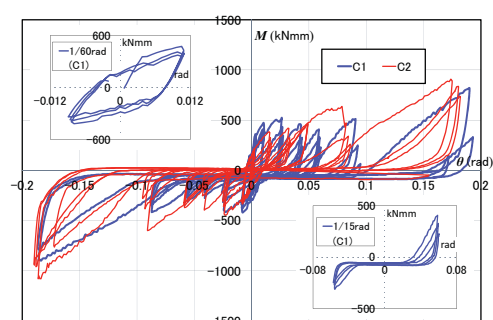 1500
M (kNmm)
600
kNmm
1/60rad
(C1)
rad
0
-0.012
0
0.012
-600
1000
C1
C2
500
0
θ (rad)
-0.2
-0.15
-0.05
0
0.05
0.15
0.2
-500
-1000
-1500
500
kNmm
1/15rad
(C1)
rad
0
-0.08
0
0.08
-500